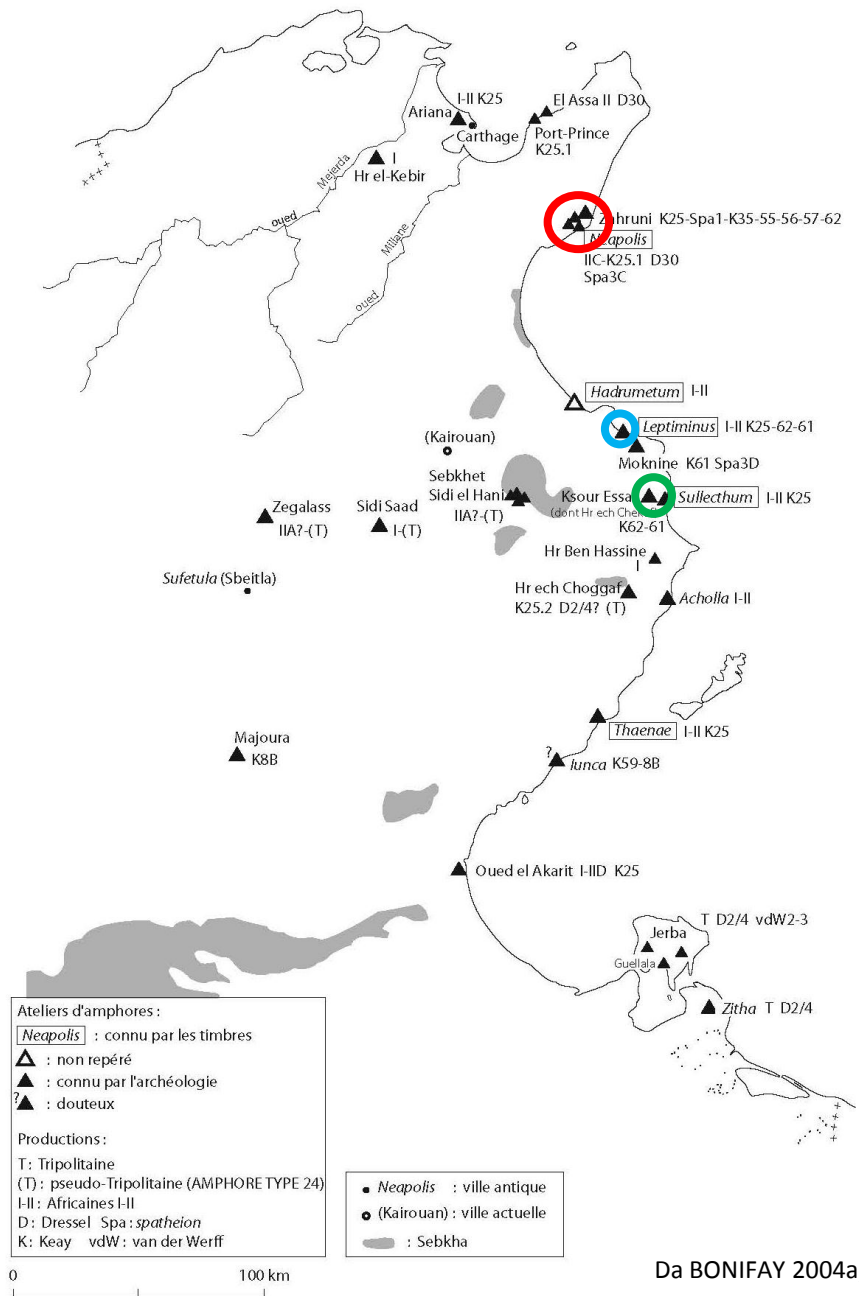 El Assa II D30
I-II K25
Ariana
Carthage
Port-Prince
K25.1
I
Hr el-Kebir
Mejerda
oued
Millane
oued
Zahruni K25-Spa1-K35-55-56-57-62
Neapolis
IIC-K25.1 D30
Spa3C
Hadrumetum I-II
Leptiminus I-II K25-62-61
(Kairouan)
Moknine K61 Spa3D
Sebkhet
Sidi el Hani
IIA?-(T)
Ksour Essaf
(dont Hr ech Chekaf)
K62-61
Sullecthum I-II K25
Zegalass
IIA?-(T)
Sidi Saad
I-(T)
Hr Ben Hassine
I
Sufetula (Sbeitla)
Hr ech Choggaf
K25.2 D2/4? (T)
Acholla I-II
Thaenae I-II K25
Majoura
K8B
?
Iunca K59-8B
Oued el Akarit I-IID K25
T D2/4 vdW2-3
Jerba
Guellala
Zitha T D2/4
Ateliers d'amphores :
Neapolis : connu par les timbres
: non repéré
: connu par l'archéologie
? : douteux
Productions :
T : Tripolitaine
(T) : pseudo-Tripolitaine (AMPHORE TYPE 24)
I-II : Africaines I-II
D : Dressel Spa : spatheion
K : Keay vdW : van der Werff
Neapolis : ville antique
(Kairouan) : ville actuelle
: Sebkha
0 100 km
Da BONIFAY 2004a